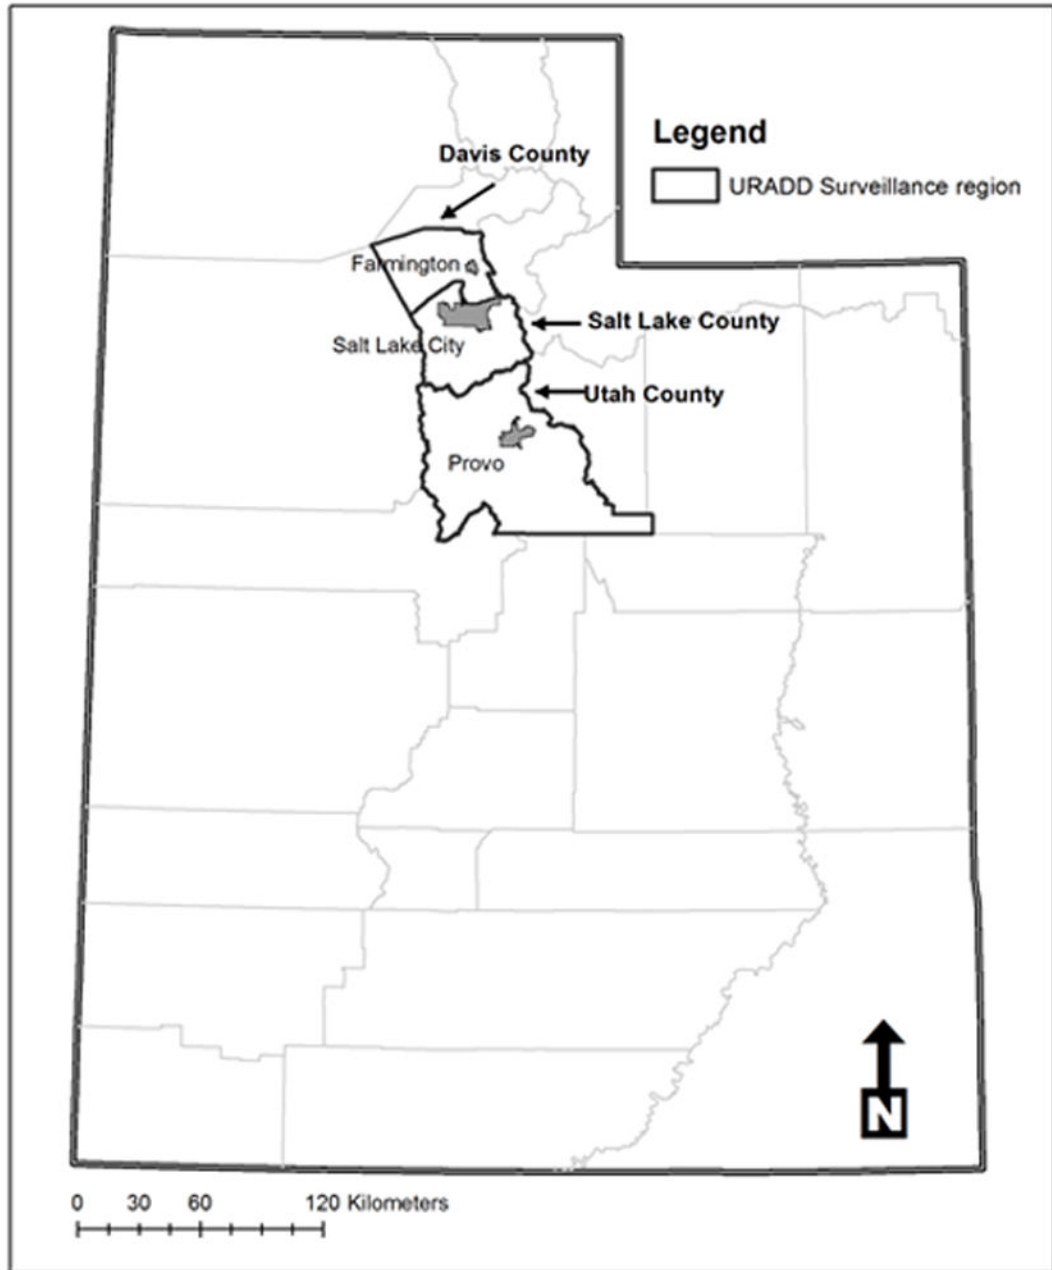 Legend
Davis County
URADD Surveillance region
Farmington
Salt Lake County
Salt Lake City
Utah County
Provo
N
0 30 60 120 Kilometers